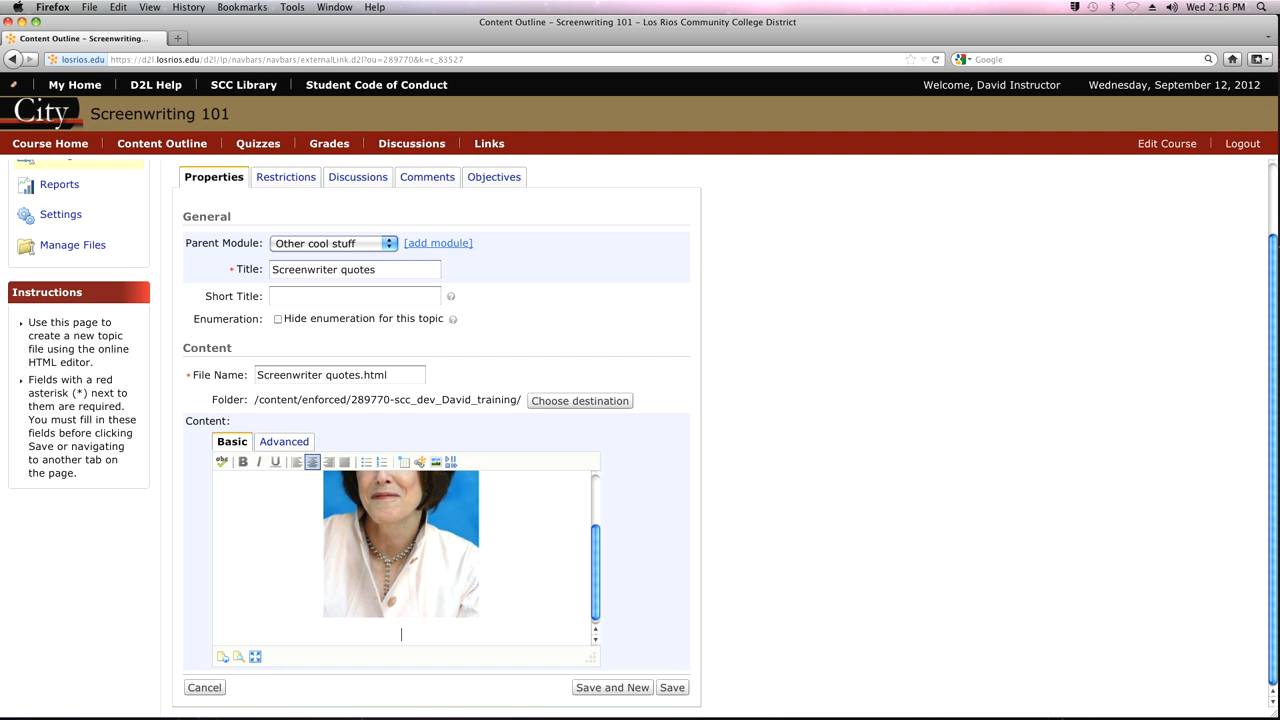 Firefox File Edit View History Bookmarks Tools Window Help Wed 2:16 PM
Content Outline – Screenwriting 101 – Los Rios Community College District
Content Outline – Screenwriting...
losrios.edu https://d2l.losrios.edu/d2l/lp/navbars/navbars/externalLink.d2l?ou=289770&k=c_83527 Google
My Home D2L Help SCC Library Student Code of Conduct Welcome, David Instructor Wednesday, September 12, 2012
City Screenwriting 101
Course Home Content Outline Quizzes Grades Discussions Links Edit Course Logout
Reports
Settings
Manage Files
Instructions
Use this page to
create a new topic
file using the online
HTML editor.
Fields with a red
asterisk (*) next to
them are required.
You must fill in these
fields before clicking
Save or navigating
to another tab on
the page.
Properties Restrictions Discussions Comments Objectives
General
Parent Module: Other cool stuff [add module]
* Title: Screenwriter quotes
Short Title:
Enumeration: Hide enumeration for this topic
Content
* File Name: Screenwriter quotes.html
Folder: /content/enforced/289770-scc_dev_David_training/ Choose destination
Content:
Basic Advanced
B I U
Cancel Save and New Save